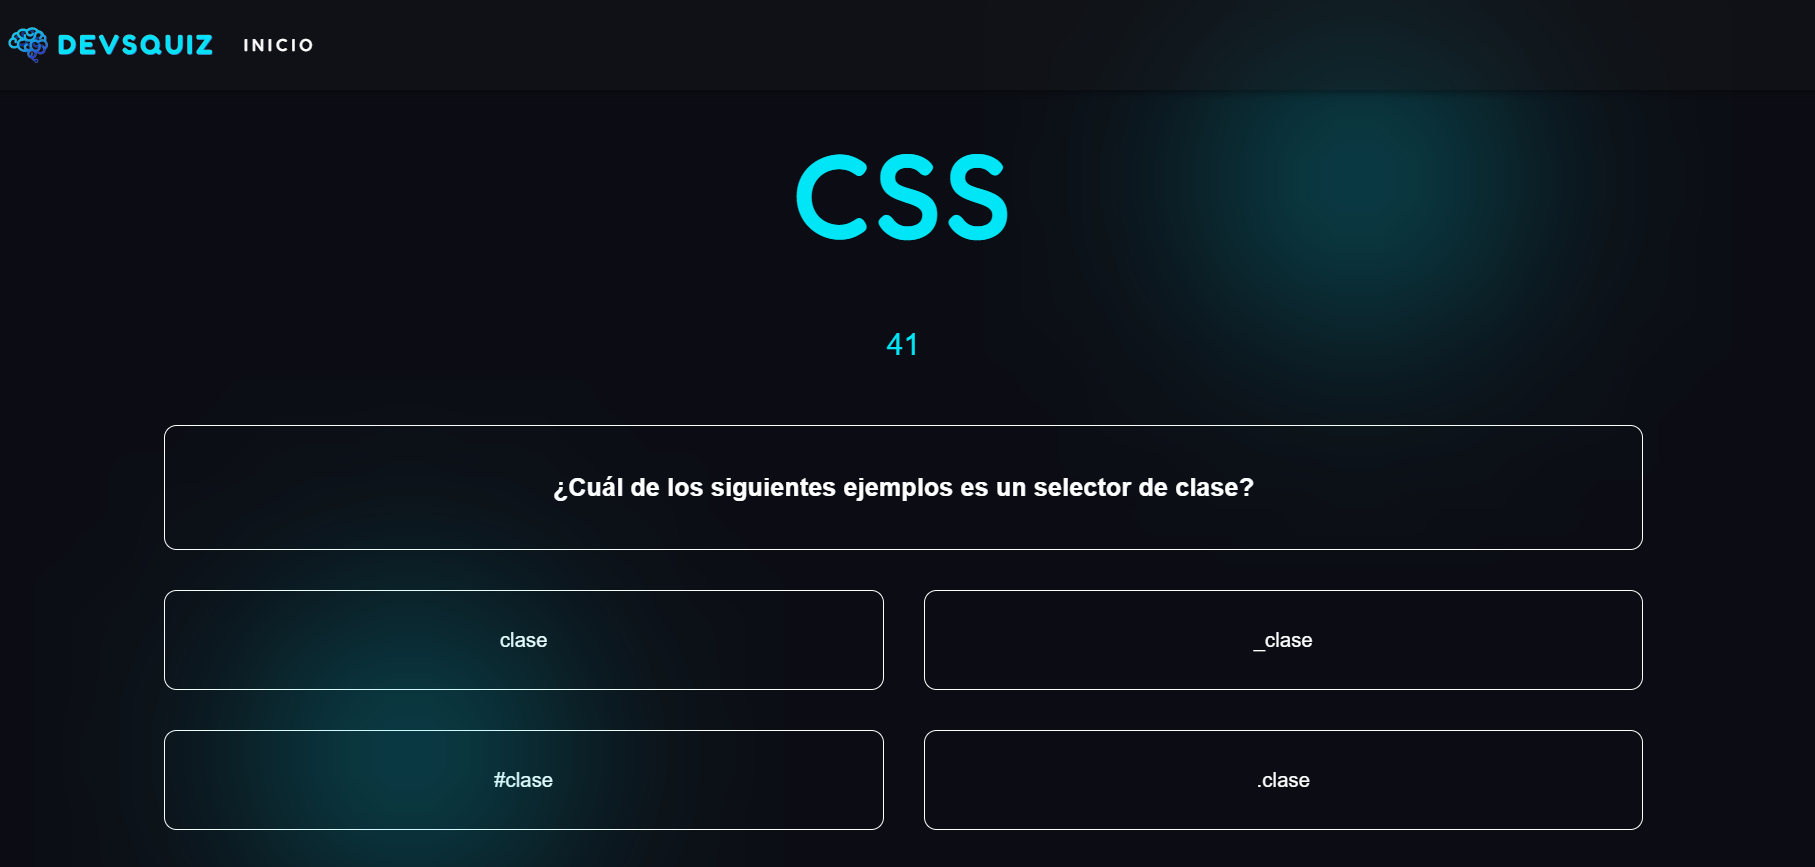 DEVSQUIZ INICIO
CSS
41
¿Cuál de los siguientes ejemplos es un selector de clase?
clase
_clase
#clase
.clase